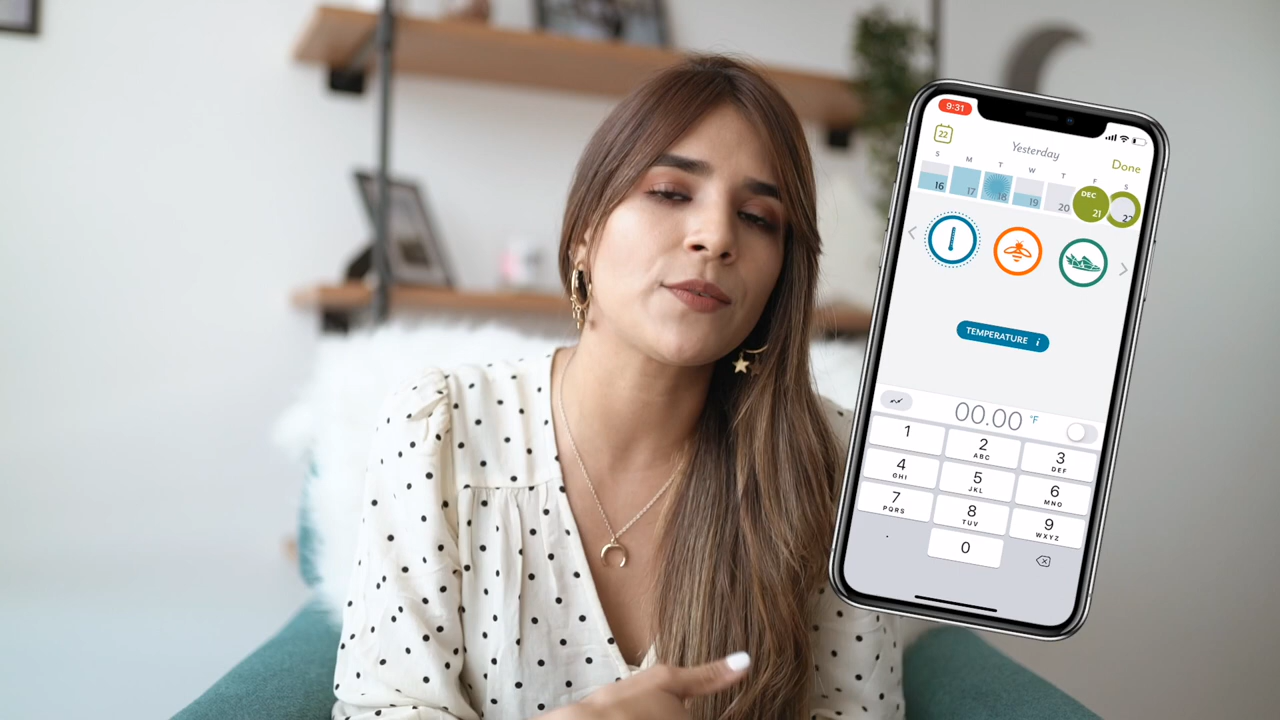 9:31
22
Yesterday
Done
S M T W T F S
16 17 18 19 20 DEC 21 22
TEMPERATURE i
00.00 °F
1 2 ABC 3 DEF
4 GHI 5 JKL 6 MNO
7 PQRS 8 TUV 9 WXYZ
. 0